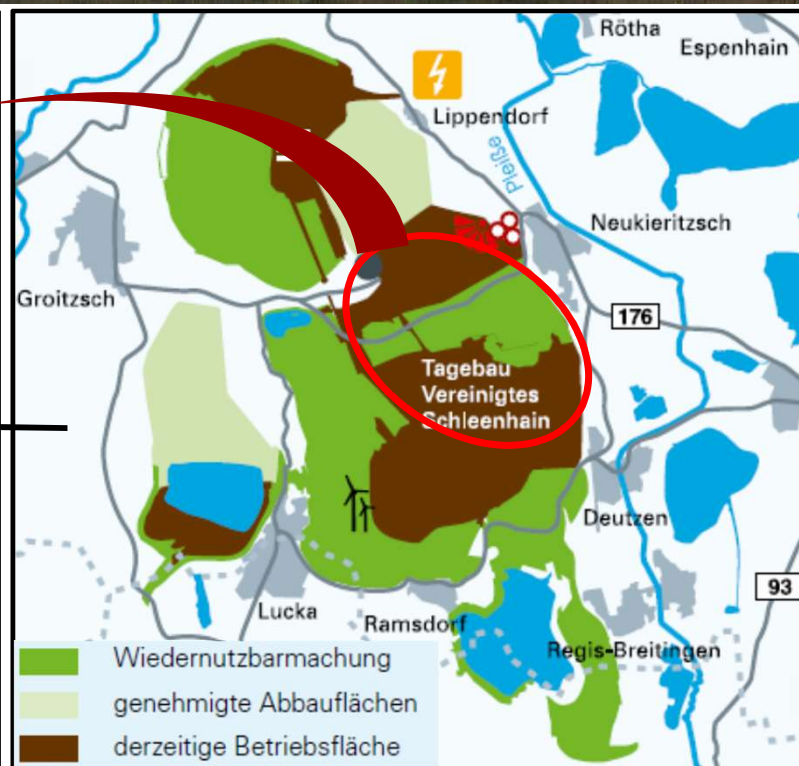 Rötha
Espenhain
Lippendorf
Pleiße
Neukieritzsch
Groitzsch
176
Tagebau
Vereinigtes
Schleenhain
Deutzen
93
Lucka
Ramsdorf
Regis-Breitingen
Wiedernutzbarmachung
genehmigte Abbauflächen
derzeitige Betriebsfläche